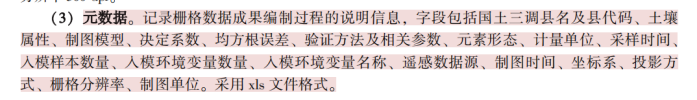 （3）元数据。记录栅格数据成果编制过程的说明信息，字段包括国土三调县名及县代码、土壤
属性、制图模型、决定系数、均方根误差、验证方法及相关参数、元素形态、计量单位、采样时间、
入模样本数量、入模环境变量数量、入模环境变量名称、遥感数据源、制图时间、坐标系、投影方
式、栅格分辨率、制图单位。采用 xls 文件格式。